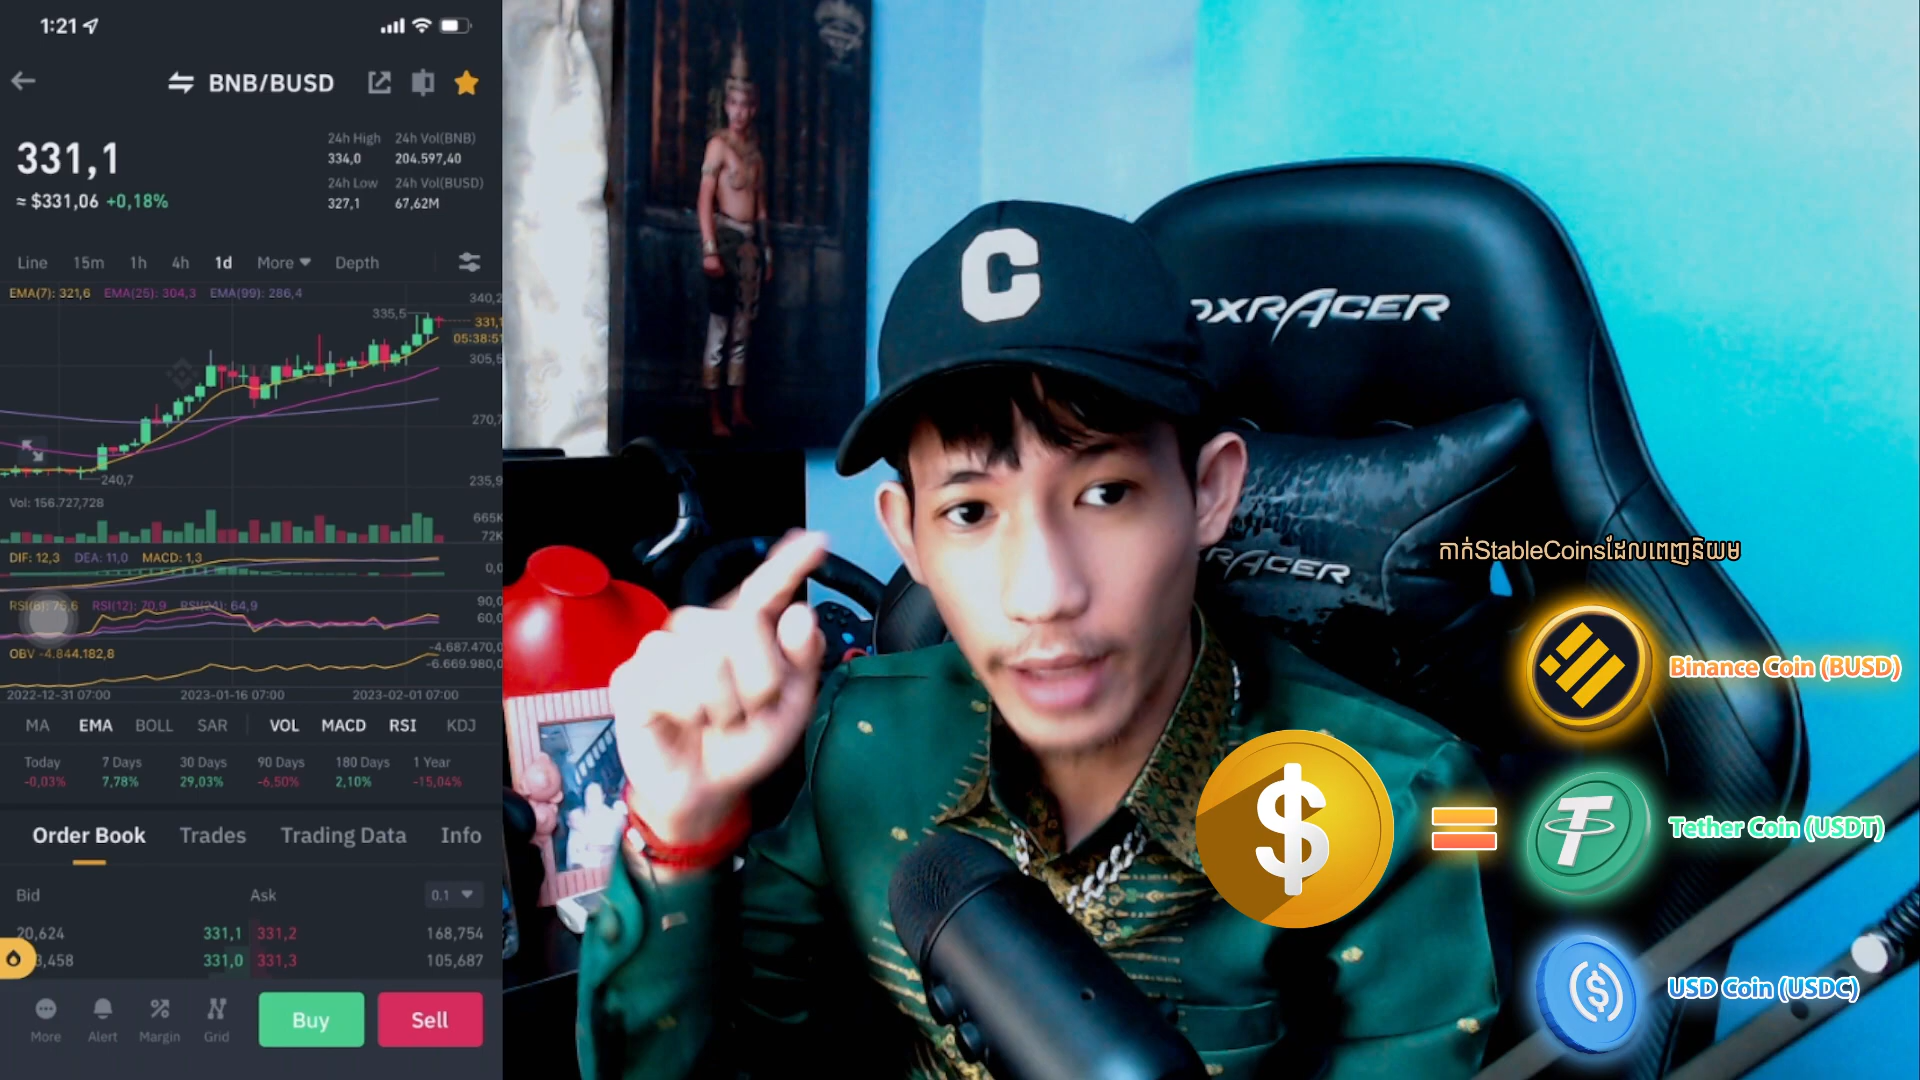 1:21
BNB/BUSD
331,1
≈ $331,06 +0,18%
24h High 24h Vol(BNB)
334,0 204.597,40
24h Low 24h Vol(BUSD)
327,1 67,62M
Line 15m 1h 4h 1d More Depth
EMA(7): 321,6 EMA(25): 304,3 EMA(99): 286,4
340,2
335,5
331,1
05:38:51
305,5
270,7
240,7
235,9
Vol: 156.727,728
665K
72K
DIF: 12,3 DEA: 11,0 MACD: 1,3
0,0
RSI(6): 75,6 RSI(12): 70,9 RSI(24): 64,9
90,0
60,0
OBV -4.844.182,8
-4.687.470,0
-6.669.980,0
2022-12-31 07:00 2023-01-16 07:00 2023-02-01 07:00
MA EMA BOLL SAR VOL MACD RSI KDJ
Today 7 Days 30 Days 90 Days 180 Days 1 Year
-0,03% 7,78% 29,03% -6,50% 2,10% -15,04%
Order Book Trades Trading Data Info
Bid Ask 0.1
20,624 331,1 331,2 168,754
3,458 331,0 331,3 105,687
More Alert Margin Grid Buy Sell
C
DXRACER
RACER
កាក់StableCoinsដែលពេញនិយម
Binance Coin (BUSD)
$ = Tether Coin (USDT)
USD Coin (USDC)